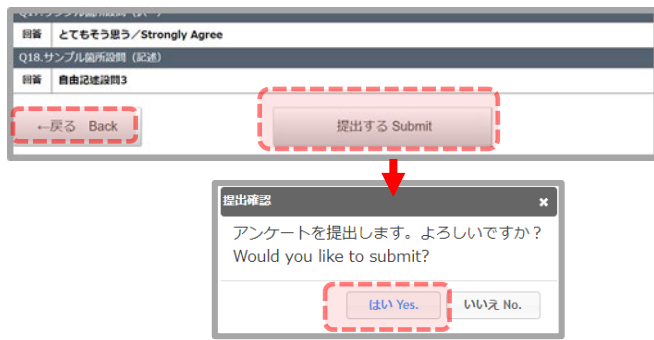 回答 とてもそう思う／Strongly Agree
Q18.サンプル箇所設問（記述）
回答 自由記述設問3
←戻る Back 提出する Submit
提出確認 ×
アンケートを提出します。よろしいですか？
Would you like to submit?
はい Yes. いいえ No.